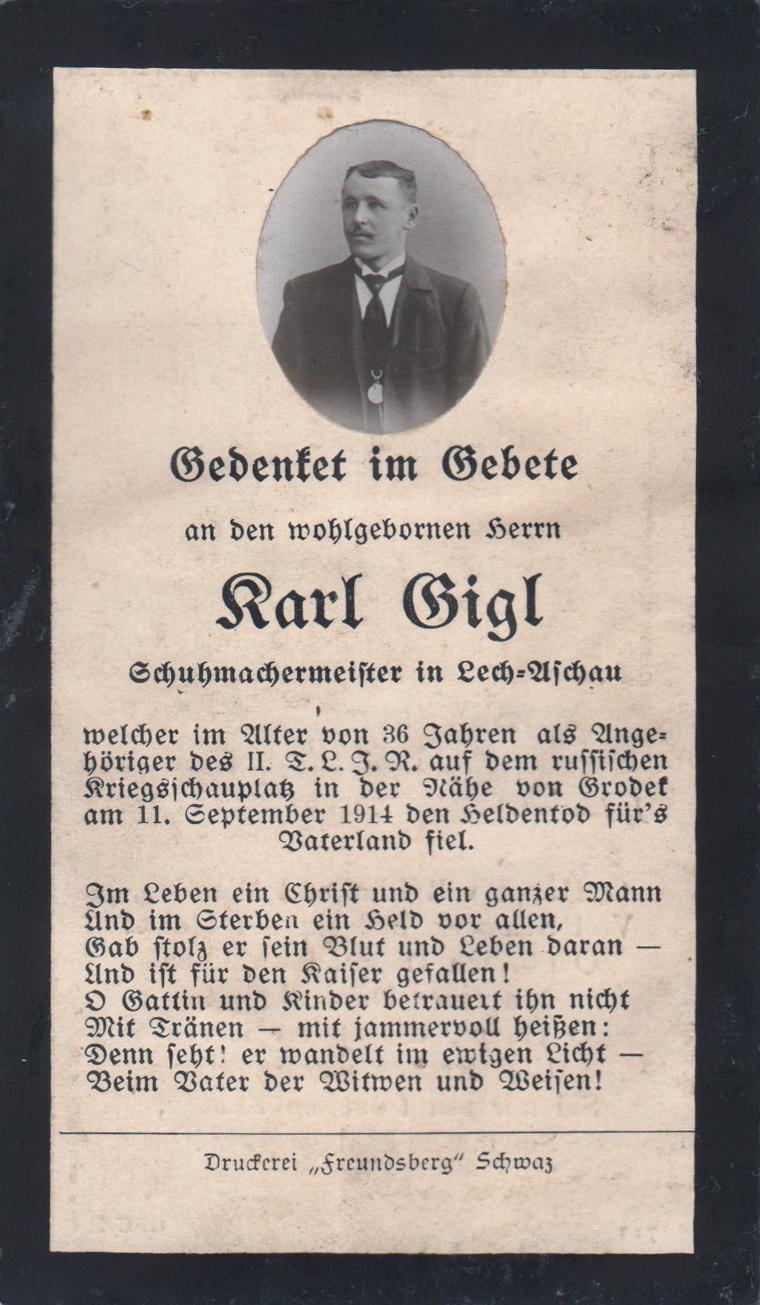 Gedenket im Gebete
an den wohlgebornen Herrn
Karl Gigl
Schuhmachermeister in Lech-Aschau
welcher im Alter von 36 Jahren als Ange-
höriger des II. T. L. J. R. auf dem russischen
Kriegsschauplatz in der Nähe von Grodek
am 11. September 1914 den Heldentod für's
Vaterland fiel.
Im Leben ein Christ und ein ganzer Mann
Und im Sterben ein Held vor allen,
Gab stolz er sein Blut und Leben daran —
Und ist für den Kaiser gefallen!
O Gattin und Kinder betrauert ihn nicht
Mit Tränen — mit jammervoll heißen:
Denn seht! er wandelt im ewigen Licht —
Beim Vater der Witwen und Weisen!
Druckerei „Freundsberg“ Schwaz